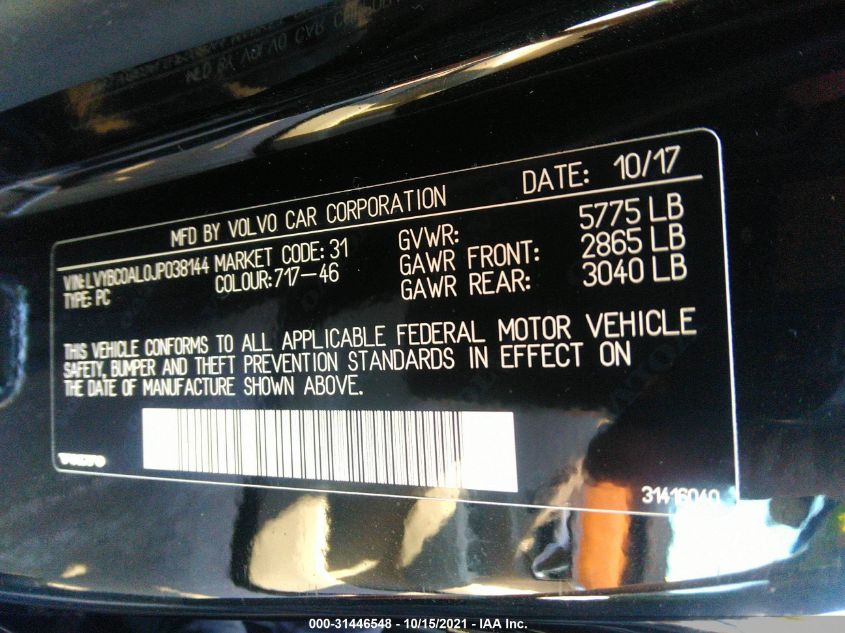 MFD BY VOLVO CAR CORPORATION DATE: 10/17
VIN: LVYBC0AL0JP038144 MARKET CODE: 31 GVWR: 5775 LB
TYPE: PC COLOUR: 717-46 GAWR FRONT: 2865 LB
GAWR REAR: 3040 LB
THIS VEHICLE CONFORMS TO ALL APPLICABLE FEDERAL MOTOR VEHICLE
SAFETY, BUMPER AND THEFT PREVENTION STANDARDS IN EFFECT ON
THE DATE OF MANUFACTURE SHOWN ABOVE.
VOLVO
31416040
000-31446548 - 10/15/2021 - IAA Inc.